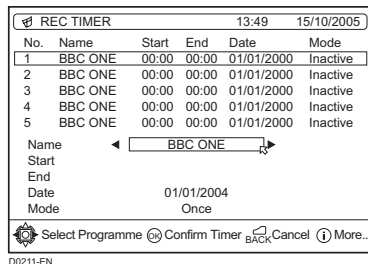 REC TIMER 13:49 15/10/2005
No. Name Start End Date Mode
1 BBC ONE 00:00 00:00 01/01/2000 Inactive
2 BBC ONE 00:00 00:00 01/01/2000 Inactive
3 BBC ONE 00:00 00:00 01/01/2000 Inactive
4 BBC ONE 00:00 00:00 01/01/2000 Inactive
5 BBC ONE 00:00 00:00 01/01/2000 Inactive
Name BBC ONE
Start
End
Date 01/01/2004
Mode Once
Select Programme OK Confirm Timer BACK Cancel i More..
D0211-EN